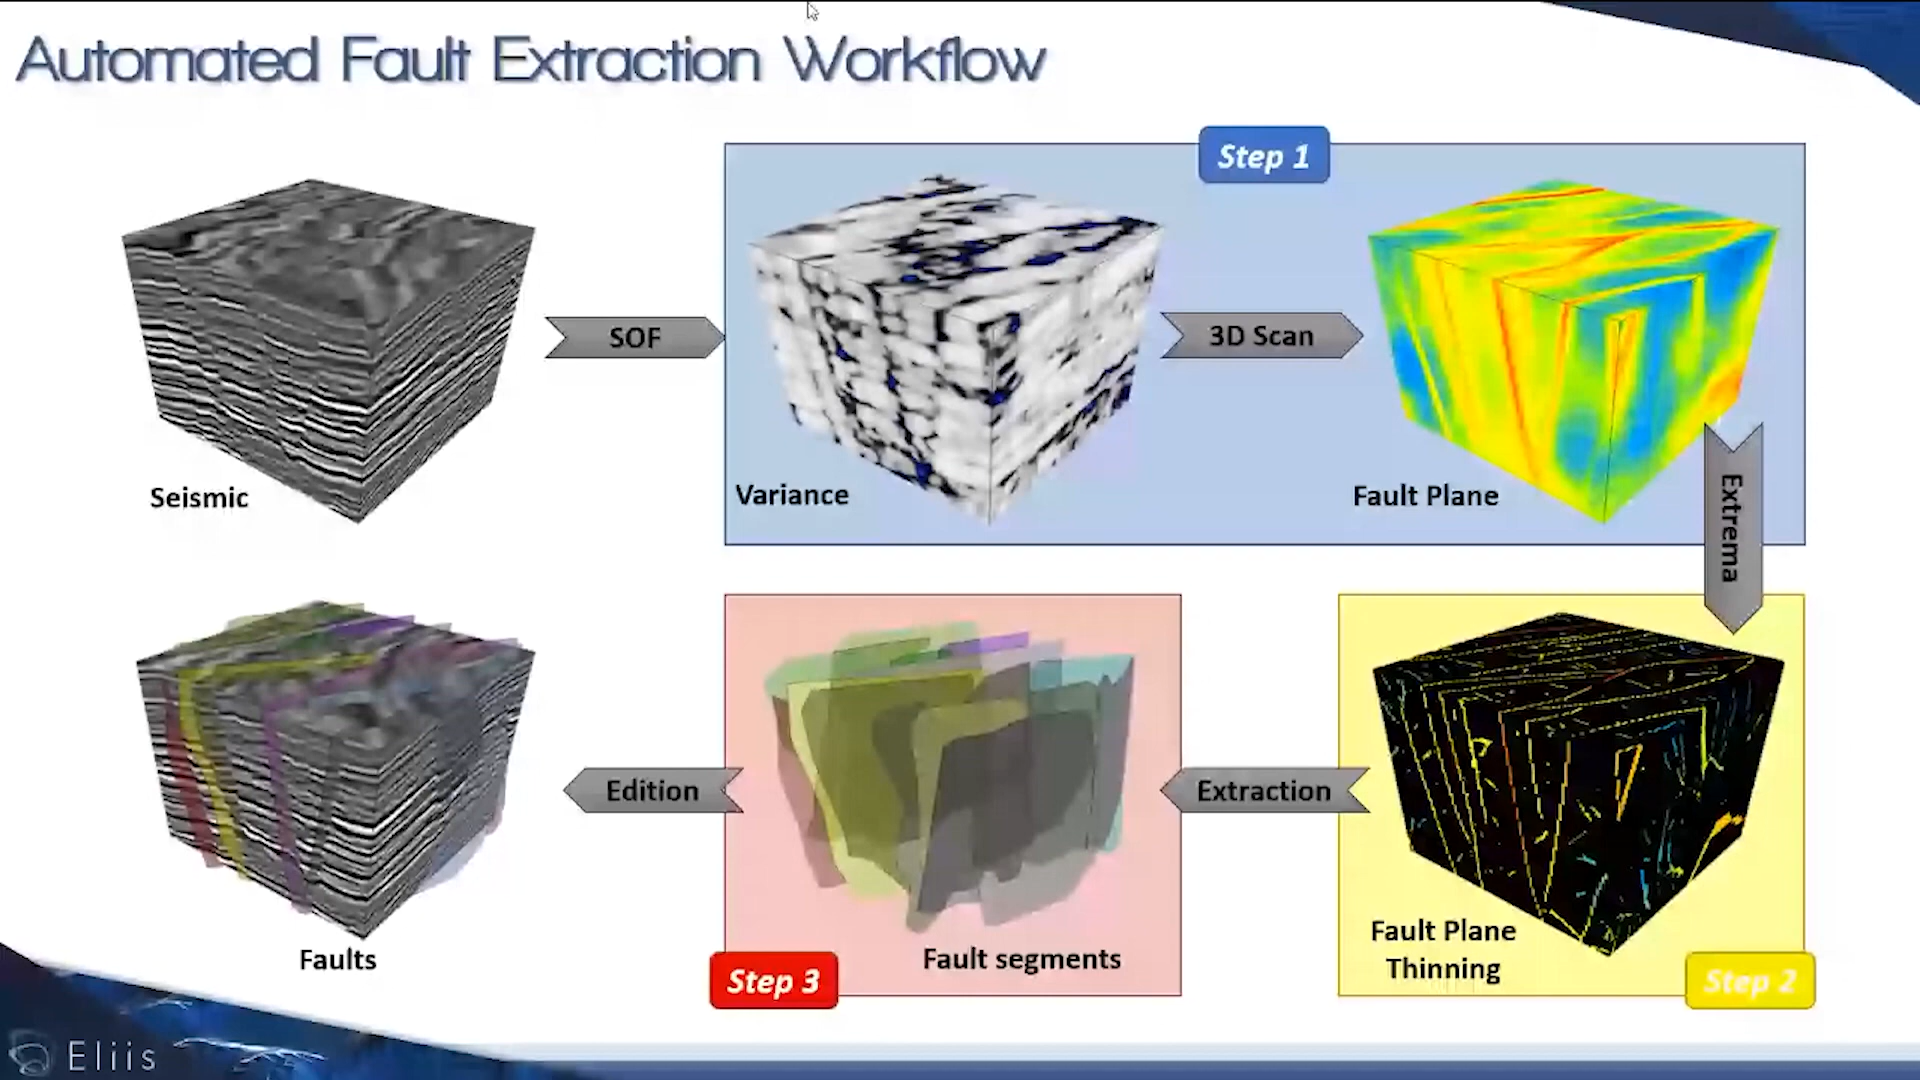 Automated Fault Extraction Workflow
Step 1
SOF
3D Scan
Seismic
Variance
Fault Plane
Extrema
Edition
Extraction
Faults
Fault segments
Fault Plane
Thinning
Step 3
Step 2
Eliis